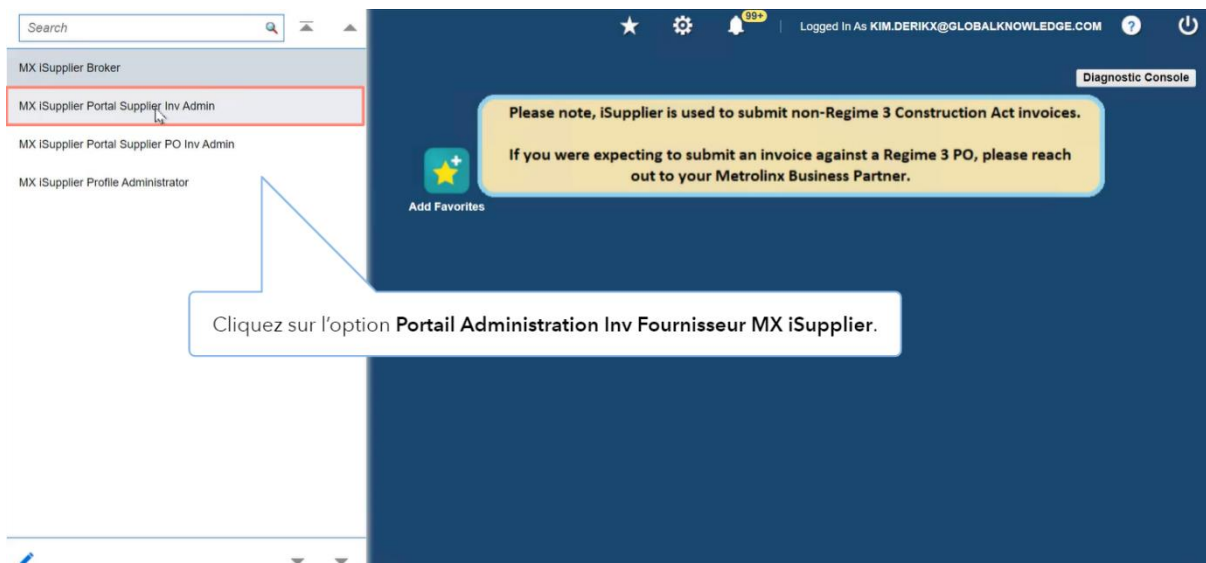 Search
99+
Logged In As KIM.DERIKX@GLOBALKNOWLEDGE.COM
?
MX iSupplier Broker
Diagnostic Console
MX iSupplier Portal Supplier Inv Admin
Please note, iSupplier is used to submit non-Regime 3 Construction Act invoices.
MX iSupplier Portal Supplier PO Inv Admin
If you were expecting to submit an invoice against a Regime 3 PO, please reach
out to your Metrolinx Business Partner.
MX iSupplier Profile Administrator
Add Favorites
Cliquez sur l'option Portail Administration Inv Fournisseur MX iSupplier.